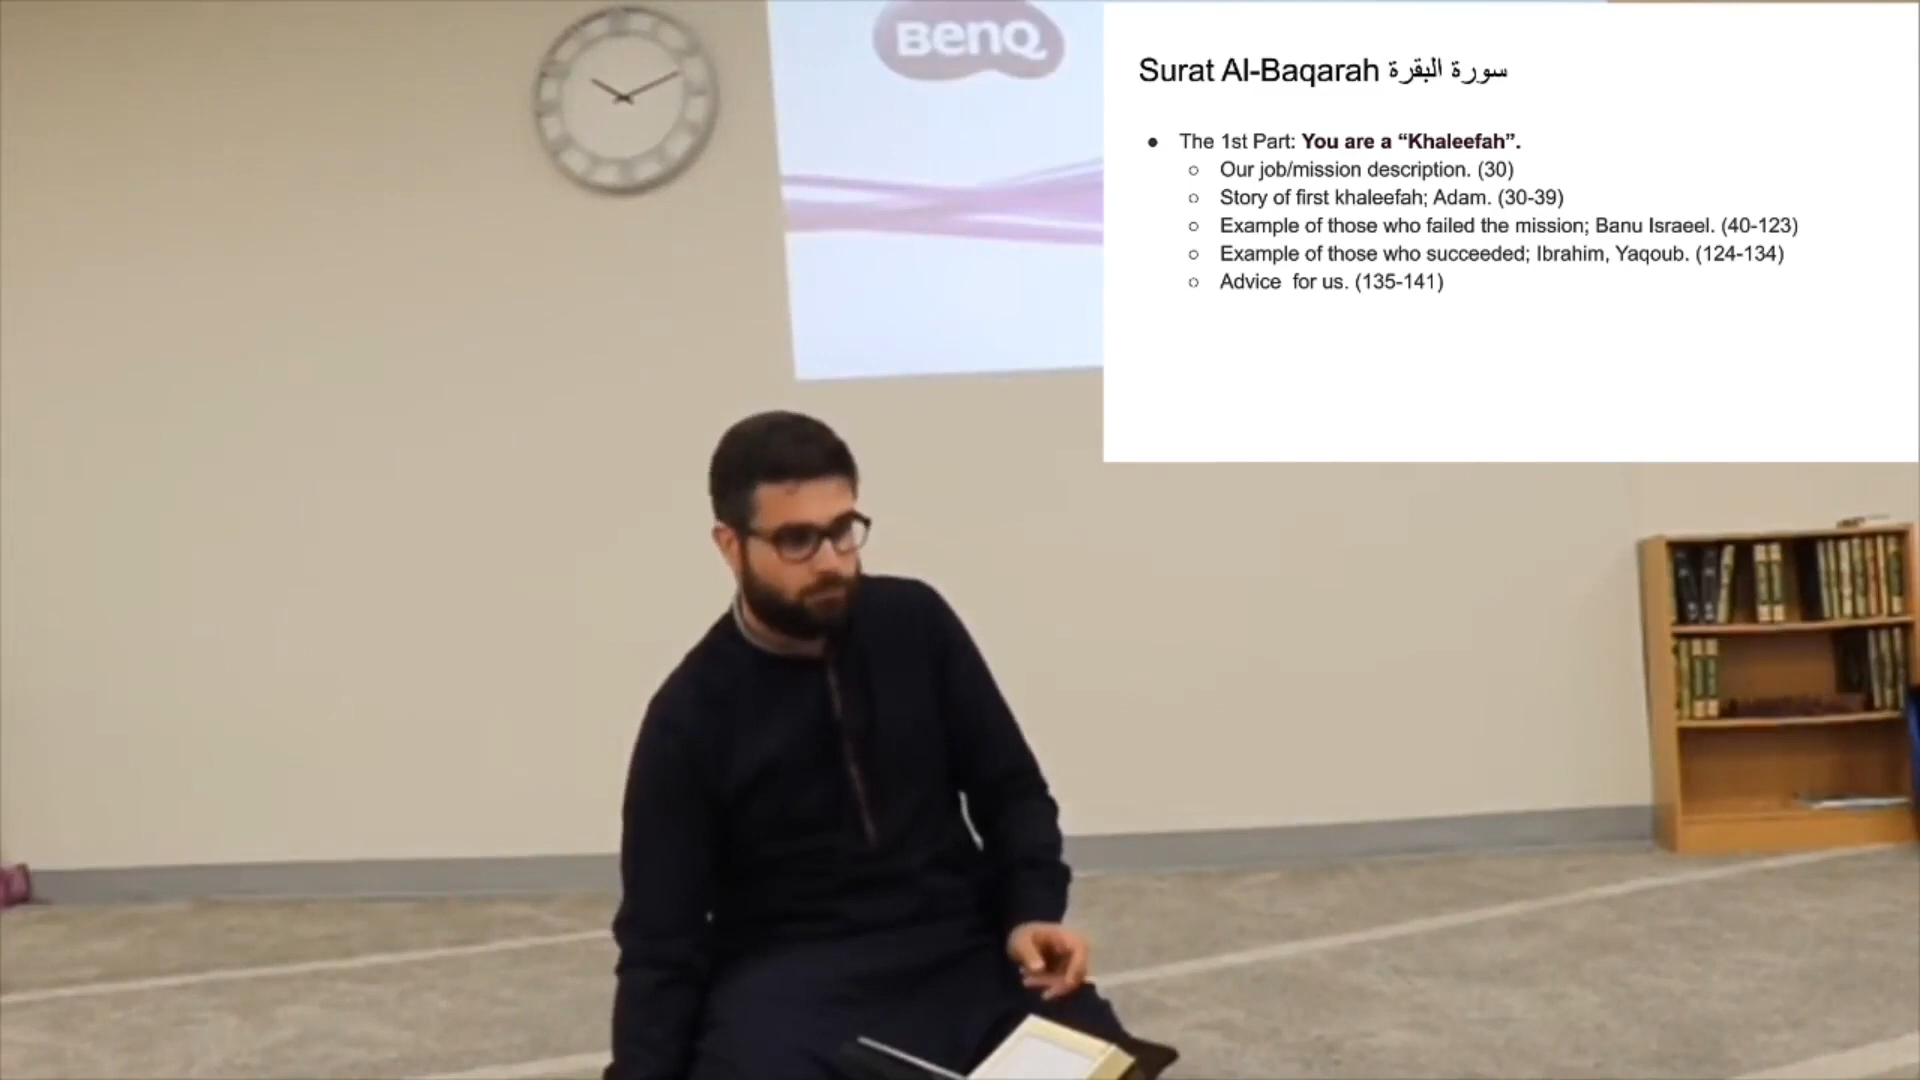 BenQ
Surat Al-Baqarah سورة البقرة
● The 1st Part: You are a “Khaleefah”.
○ Our job/mission description. (30)
○ Story of first khaleefah; Adam. (30-39)
○ Example of those who failed the mission; Banu Israeel. (40-123)
○ Example of those who succeeded; Ibrahim, Yaqoub. (124-134)
○ Advice for us. (135-141)